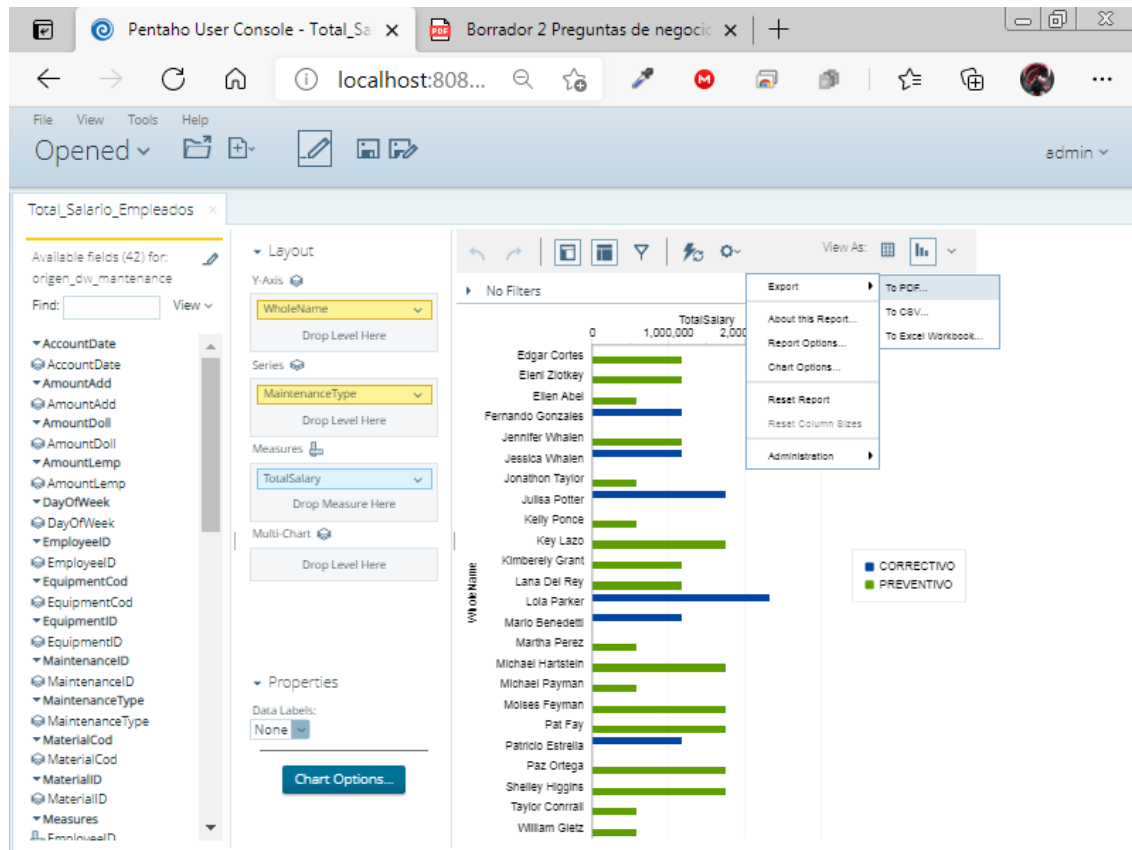 Pentaho User Console - Total_Sa
PDF
Borrador 2 Preguntas de negocio
localhost:808...
File View Tools Help
Opened
admin
Total_Salario_Empleados
Available fields (42) for:
origen_dw_mantenance
Find:
View
AccountDate
AccountDate
AmountAdd
AmountAdd
AmountDoll
AmountDoll
AmountLemp
AmountLemp
DayOfWeek
DayOfWeek
EmployeeID
EmployeeID
EquipmentCod
EquipmentCod
EquipmentID
EquipmentID
MaintenanceID
MaintenanceID
MaintenanceType
MaintenanceType
MaterialCod
MaterialCod
MaterialID
MaterialID
Measures
EmployeeID
Layout
Y-Axis
WholeName
Drop Level Here
Series
MaintenanceType
Drop Level Here
Measures
TotalSalary
Drop Measure Here
Multi-Chart
Drop Level Here
Properties
Data Labels:
None
Chart Options...
View As:
No Filters
Export
To PDF...
To CSV...
To Excel Workbook...
About this Report...
Report Options...
Chart Options...
Reset Report
Reset Column Sizes
Administration
TotalSalary
0 1,000,000 2,000
WholeName
Edgar Cortes
Eleni Zlotkey
Ellen Abel
Fernando Gonzales
Jennifer Whalen
Jessica Whalen
Jonathon Taylor
Julisa Potter
Kelly Ponce
Key Lazo
Kimberely Grant
Lana Del Rey
Lola Parker
Mario Benedetti
Martha Perez
Michael Hartstein
Michael Payman
Moises Feyman
Pat Fay
Patricio Estrella
Paz Ortega
Shelley Higgins
Taylor Conrrall
William Gietz
CORRECTIVO
PREVENTIVO